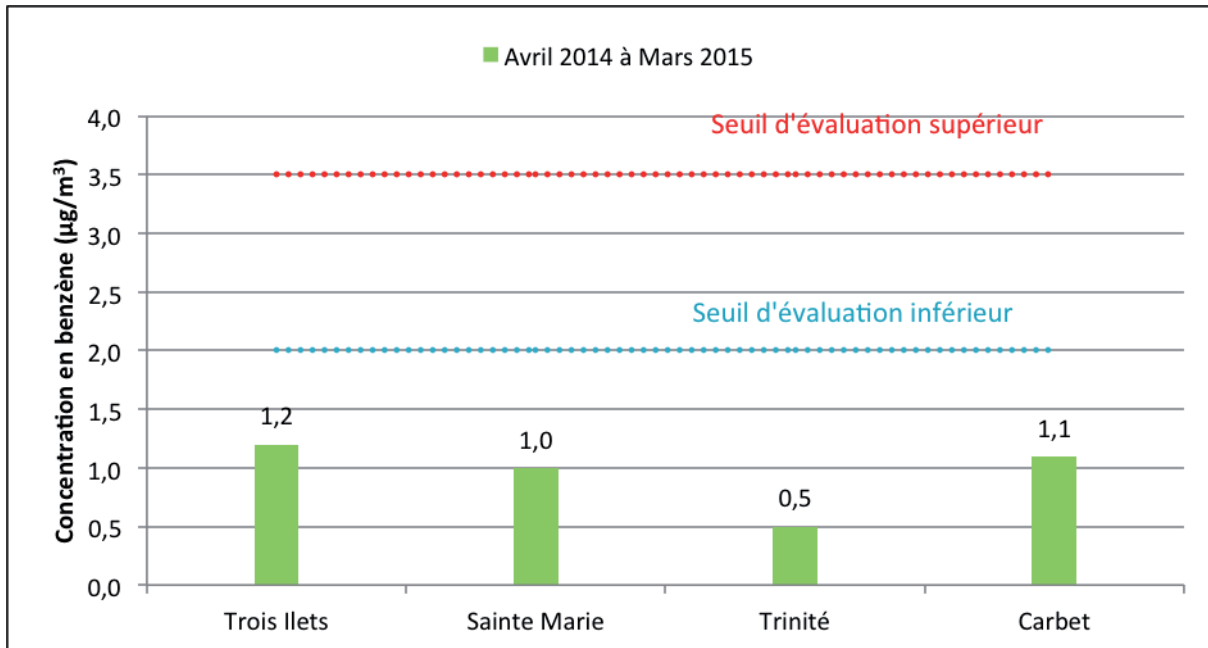 Avril 2014 à Mars 2015
Concentration en benzène (µg/m³)
4,0
3,5
3,0
2,5
2,0
1,5
1,0
0,5
0,0
Seuil d'évaluation supérieur
Seuil d'évaluation inférieur
1,2
1,0
0,5
1,1
Trois Ilets
Sainte Marie
Trinité
Carbet